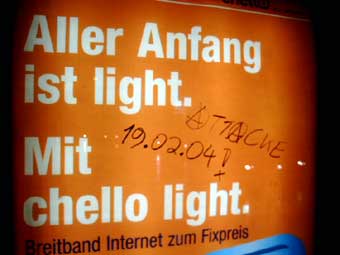 Aller Anfang
ist light.
ATTACKE
19.02.04!
Mit
chello light.
Breitband Internet zum Fixpreis